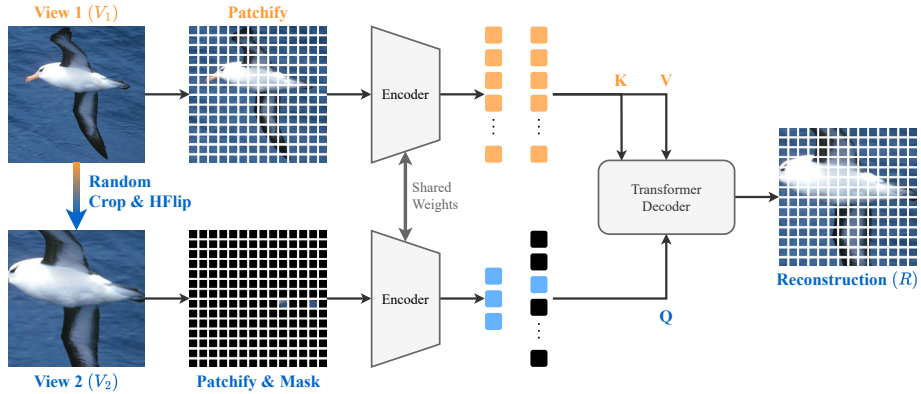 View 1 (V₁)
Patchify
Encoder
K
V
Random
Crop & HFlip
Shared
Weights
Transformer
Decoder
Encoder
Reconstruction (R)
Q
View 2 (V₂)
Patchify & Mask